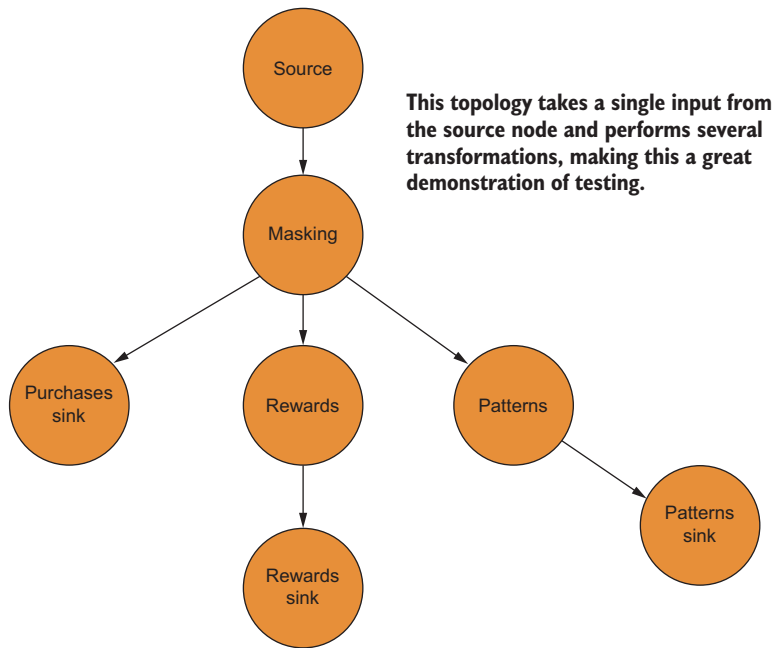 Source
This topology takes a single input from
the source node and performs several
transformations, making this a great
demonstration of testing.
Masking
Purchases
sink
Rewards
Patterns
Patterns
sink
Rewards
sink